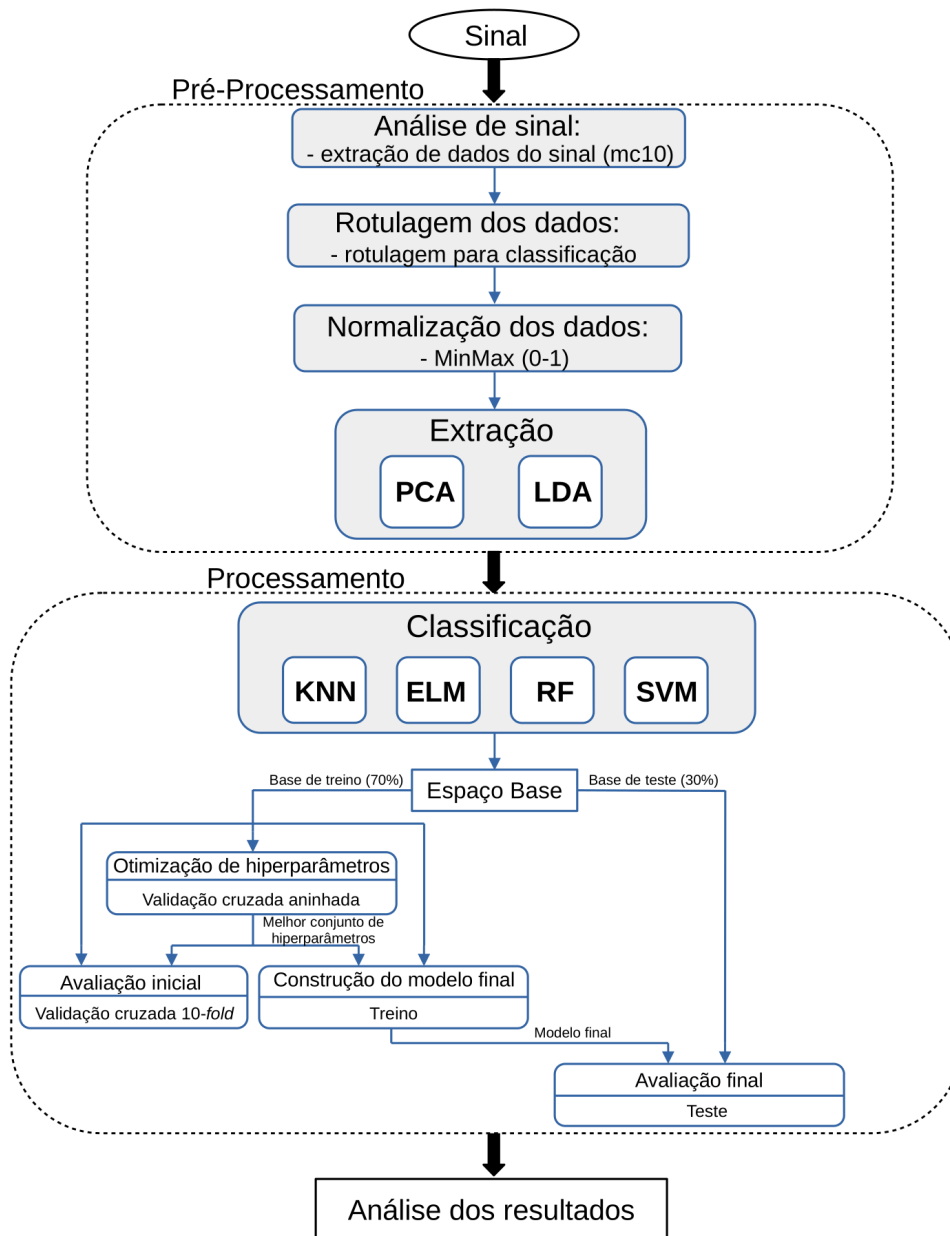 Sinal
Pré-Processamento
Análise de sinal:
- extração de dados do sinal (mc10)
Rotulagem dos dados:
- rotulagem para classificação
Normalização dos dados:
- MinMax (0-1)
Extração
PCA
LDA
Processamento
Classificação
KNN
ELM
RF
SVM
Base de treino (70%)
Espaço Base
Base de teste (30%)
Otimização de hiperparâmetros
Validação cruzada aninhada
Melhor conjunto de
hiperparâmetros
Avaliação inicial
Validação cruzada 10-fold
Construção do modelo final
Treino
Modelo final
Avaliação final
Teste
Análise dos resultados